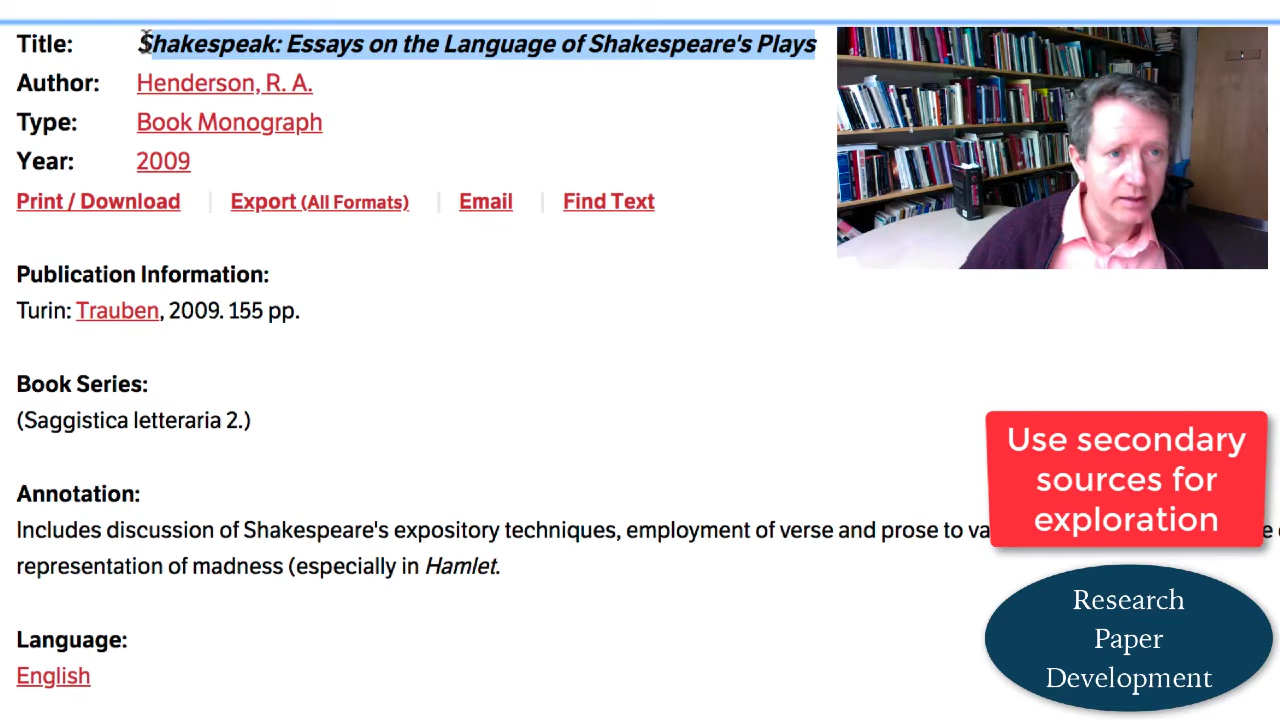 Title: Shakespeak: Essays on the Language of Shakespeare's Plays
Author: Henderson, R. A.
Type: Book Monograph
Year: 2009
Print / Download Export (All Formats) Email Find Text
Publication Information:
Turin: Trauben, 2009. 155 pp.
Book Series:
(Saggistica letteraria 2.)
Annotation:
Includes discussion of Shakespeare's expository techniques, employment of verse and prose to
representation of madness (especially in Hamlet.
Language:
English
Use secondary
sources for
exploration
Research
Paper
Development